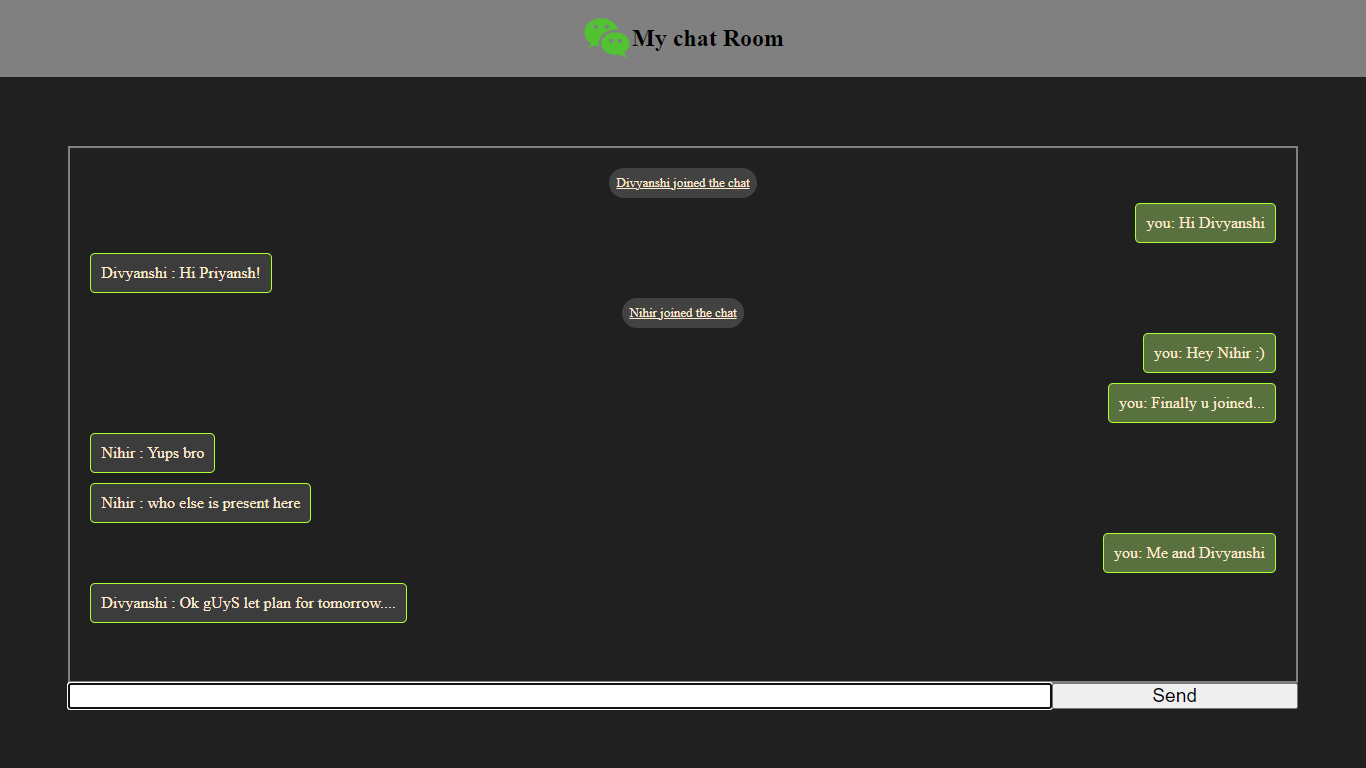 My chat Room
Divyanshi joined the chat
you: Hi Divyanshi
Divyanshi : Hi Priyansh!
Nihir joined the chat
you: Hey Nihir :)
you: Finally u joined...
Nihir : Yups bro
Nihir : who else is present here
you: Me and Divyanshi
Divyanshi : Ok gUyS let plan for tomorrow....
Send